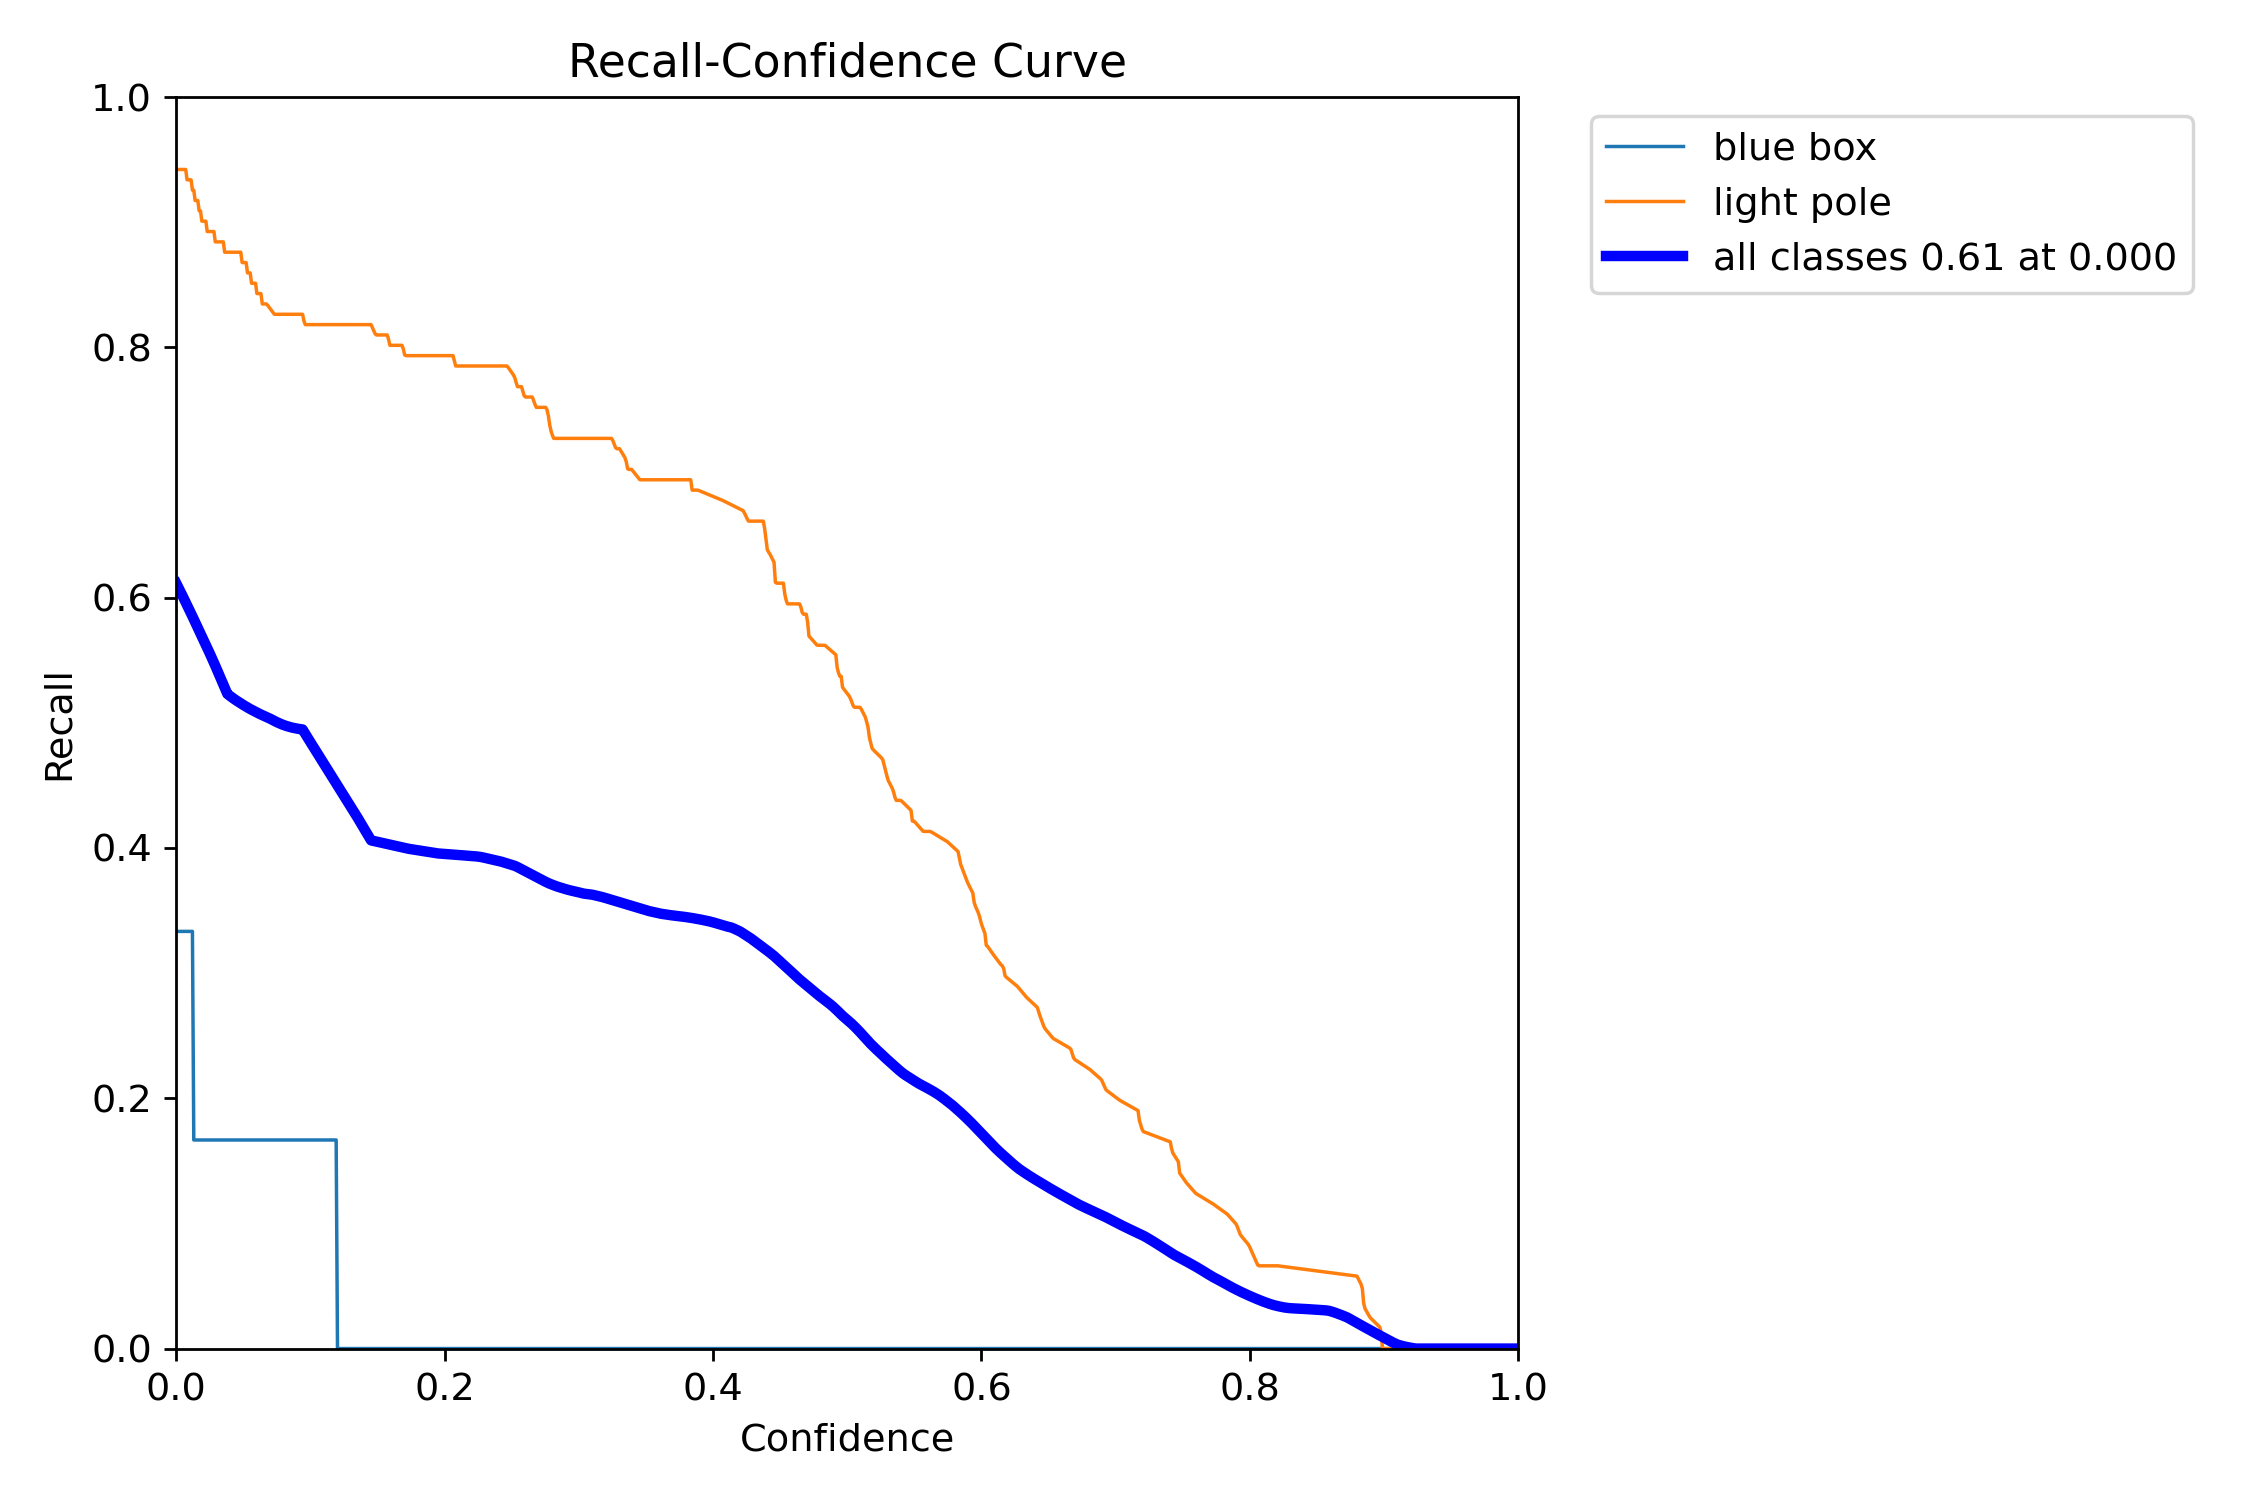 Recall-Confidence Curve
1.0
0.8
0.6
0.4
0.2
0.0
Recall
0.0 0.2 0.4 0.6 0.8 1.0
Confidence
blue box
light pole
all classes 0.61 at 0.000